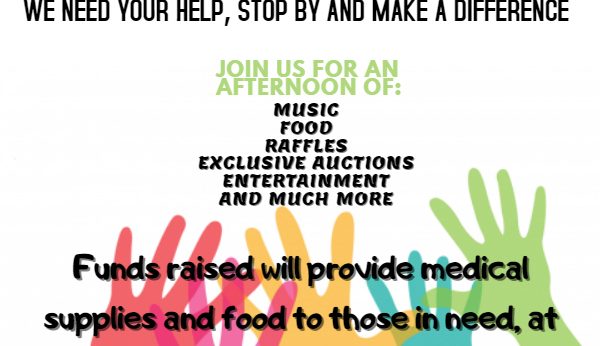 WE NEED YOUR HELP, STOP BY AND MAKE A DIFFERENCE
JOIN US FOR AN
AFTERNOON OF:
MUSIC
FOOD
RAFFLES
EXCLUSIVE AUCTIONS
ENTERTAINMENT
AND MUCH MORE
Funds raised will provide medical
supplies and food to those in need, at